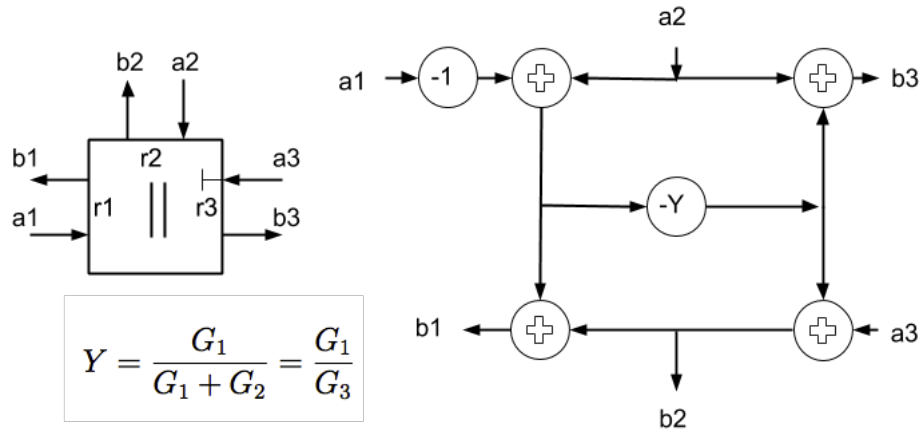 b2 a2
b1 r2 a3
r1 r3
a1 b3
Y = G₁ / (G₁ + G₂) = G₁ / G₃
a2
a1 -1 b3
-Y
b1 a3
b2